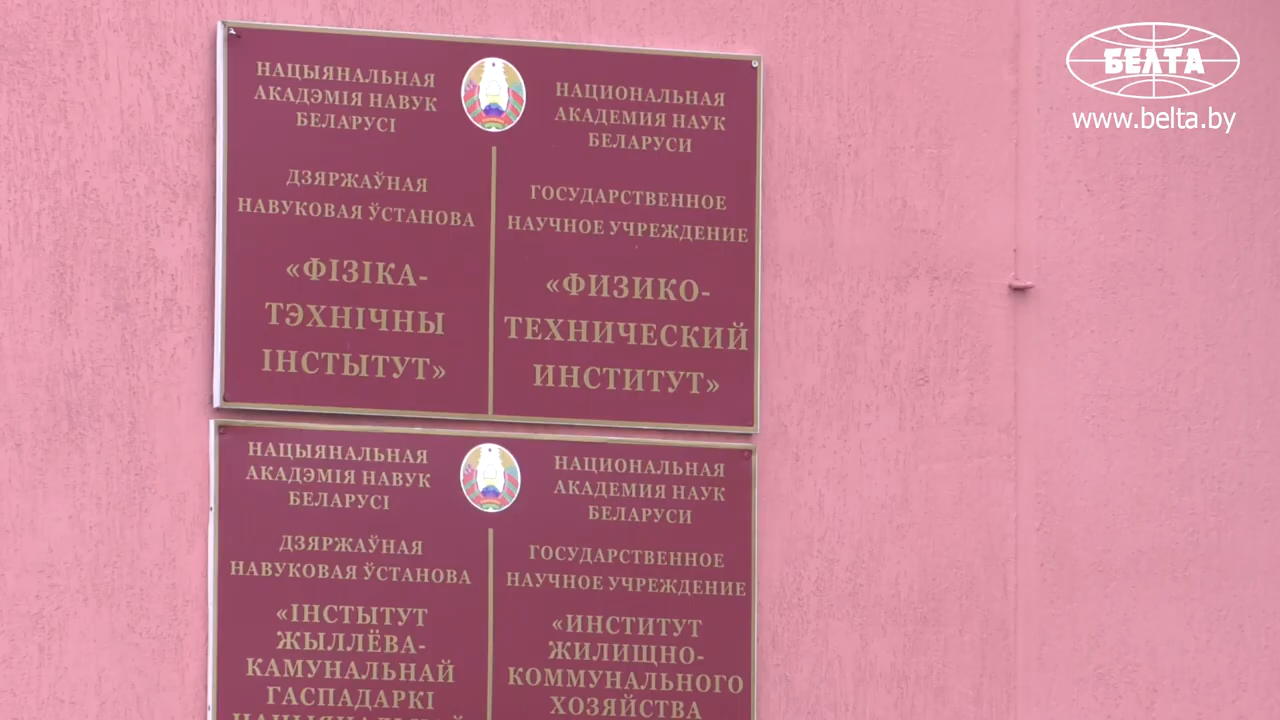 БЕЛТА
www.belta.by
НАЦЫЯНАЛЬНАЯ
АКАДЭМІЯ НАВУК
БЕЛАРУСІ
ДЗЯРЖАЎНАЯ
НАВУКОВАЯ ЎСТАНОВА
«ФІЗІКА-
ТЭХНІЧНЫ
ІНСТЫТУТ»
НАЦИОНАЛЬНАЯ
АКАДЕМИЯ НАУК
БЕЛАРУСИ
ГОСУДАРСТВЕННОЕ
НАУЧНОЕ УЧРЕЖДЕНИЕ
«ФИЗИКО-
ТЕХНИЧЕСКИЙ
ИНСТИТУТ»
НАЦЫЯНАЛЬНАЯ
АКАДЭМІЯ НАВУК
БЕЛАРУСІ
ДЗЯРЖАЎНАЯ
НАВУКОВАЯ ЎСТАНОВА
«ІНСТЫТУТ
ЖЫЛЛЁВА-
КАМУНАЛЬНАЙ
ГАСПАДАРКІ
НАЦИОНАЛЬНАЯ
АКАДЕМИЯ НАУК
БЕЛАРУСИ
ГОСУДАРСТВЕННОЕ
НАУЧНОЕ УЧРЕЖДЕНИЕ
«ИНСТИТУТ
ЖИЛИЩНО-
КОММУНАЛЬНОГО
ХОЗЯЙСТВА